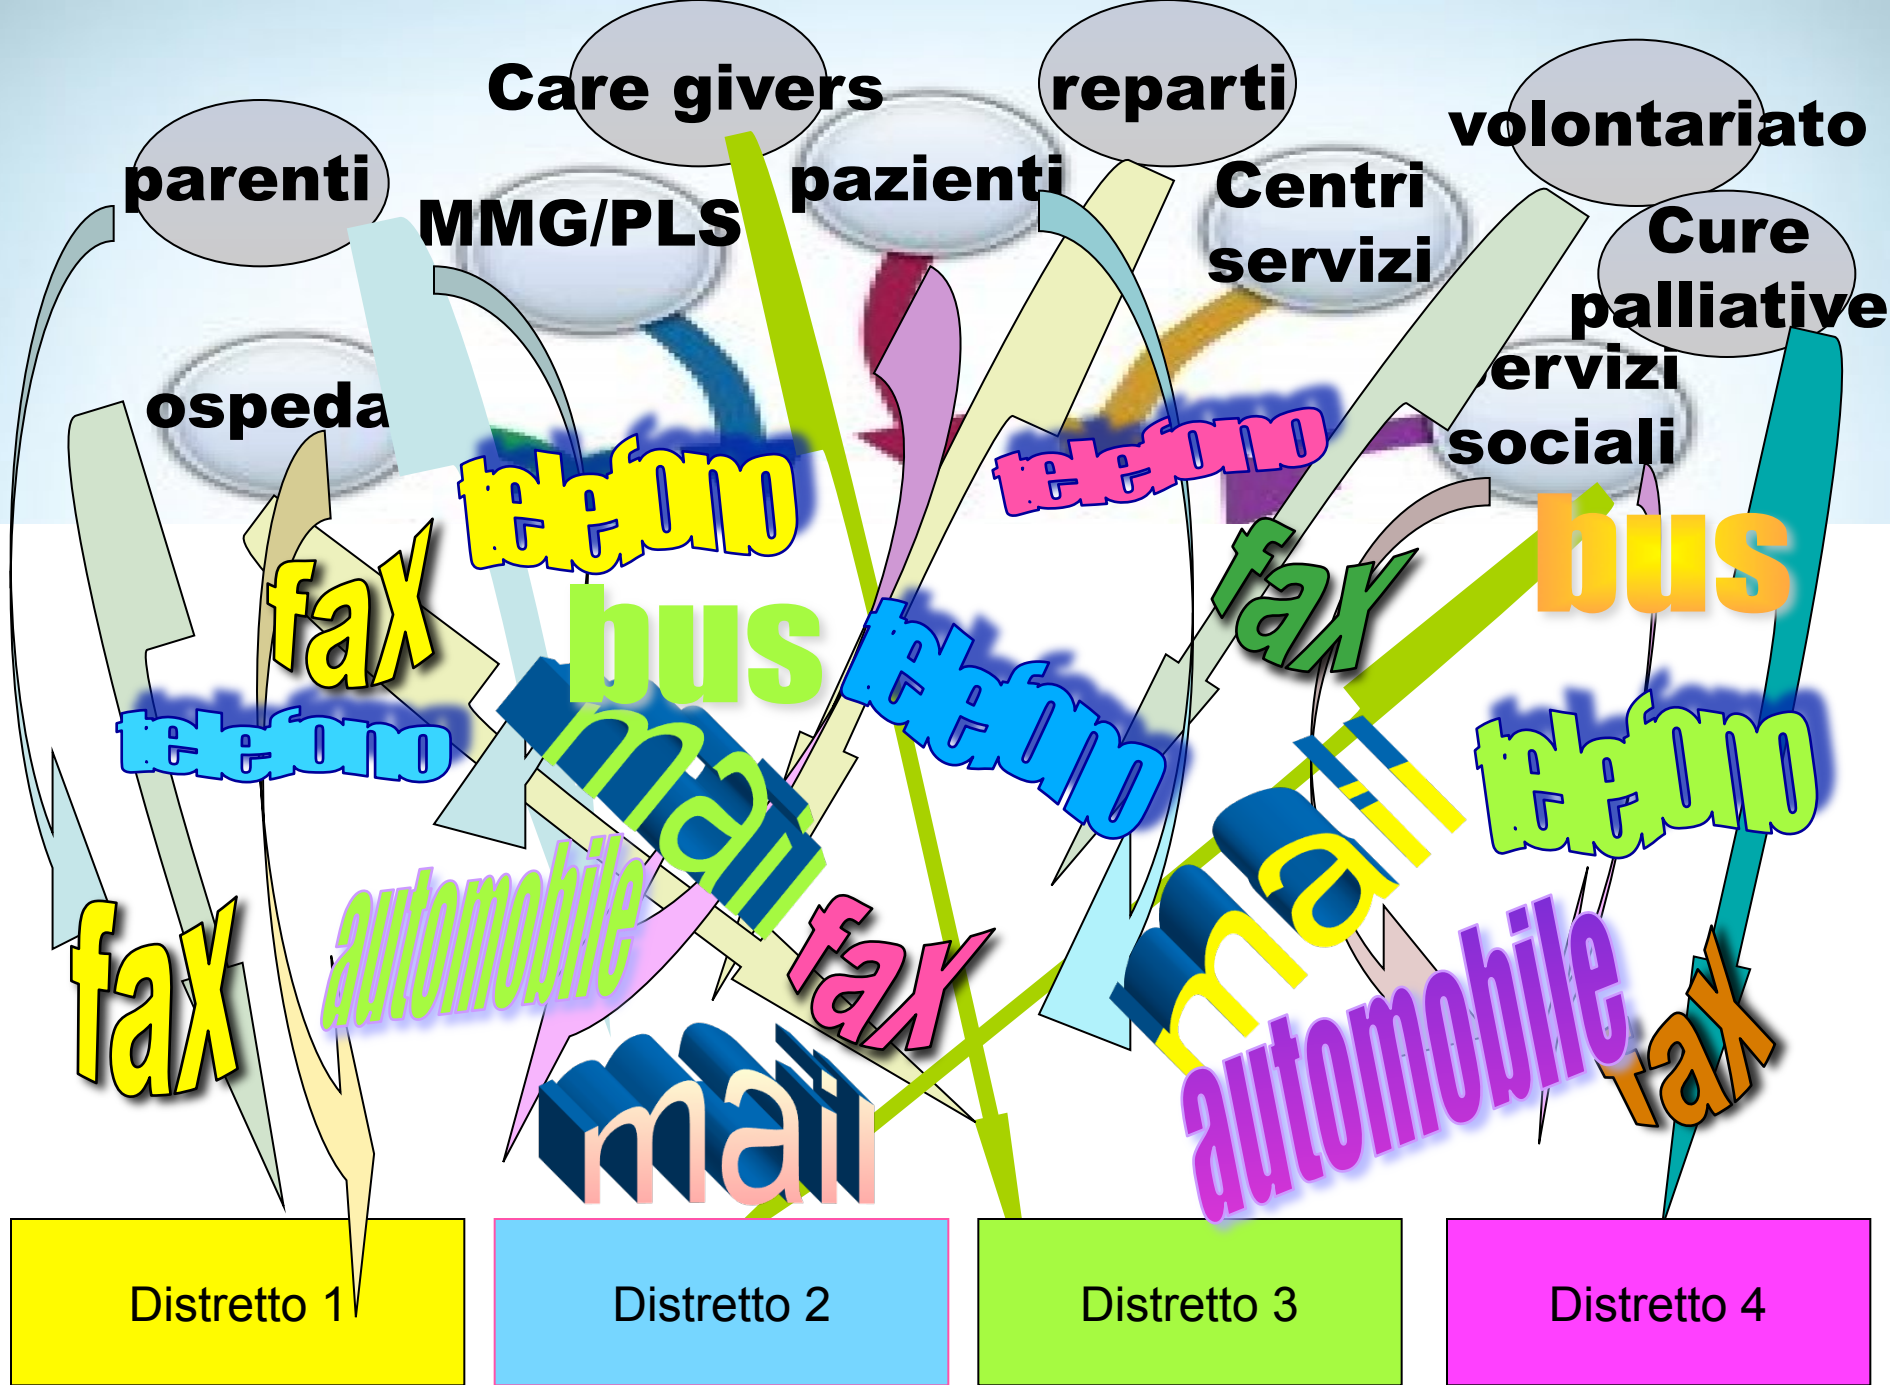 Care givers
reparti
volontariato
parenti
pazienti
MMG/PLS
Centri
servizi
Cure
palliative
ospeda
ervizi
sociali
telefono
telefono
bus
fax
fax
bus
telefono
telefono
mail
telefono
mail
automobile
fax
fax
automobile
fax
mail
Distretto 1
Distretto 2
Distretto 3
Distretto 4